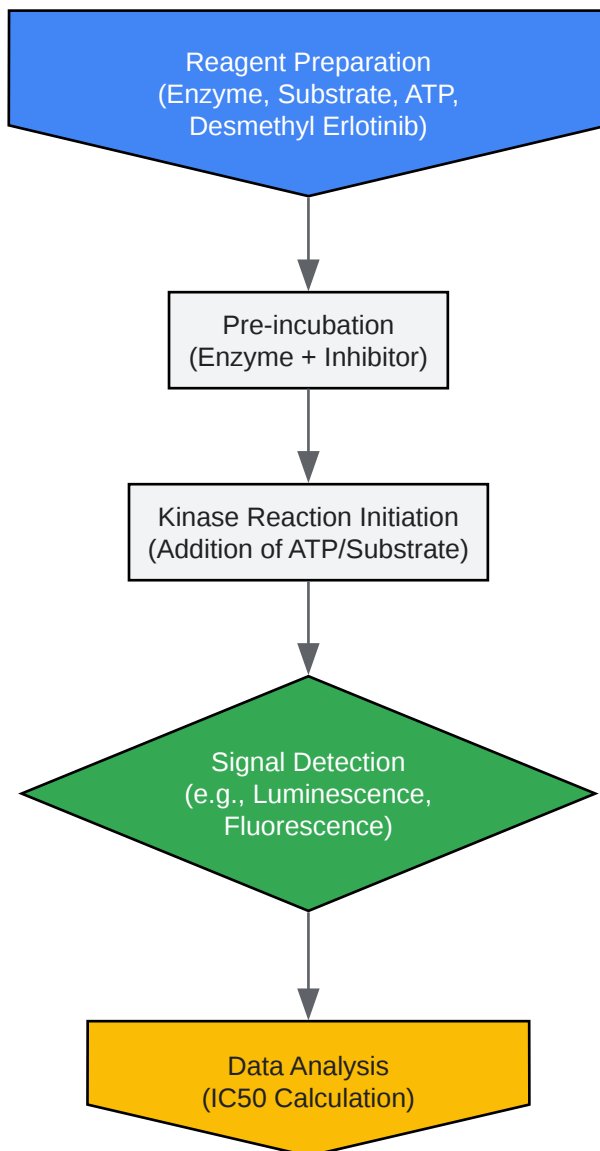 Reagent Preparation
(Enzyme, Substrate, ATP,
Desmethyl Erlotinib)
Pre-incubation
(Enzyme + Inhibitor)
Kinase Reaction Initiation
(Addition of ATP/Substrate)
Signal Detection
(e.g., Luminescence,
Fluorescence)
Data Analysis
(IC50 Calculation)